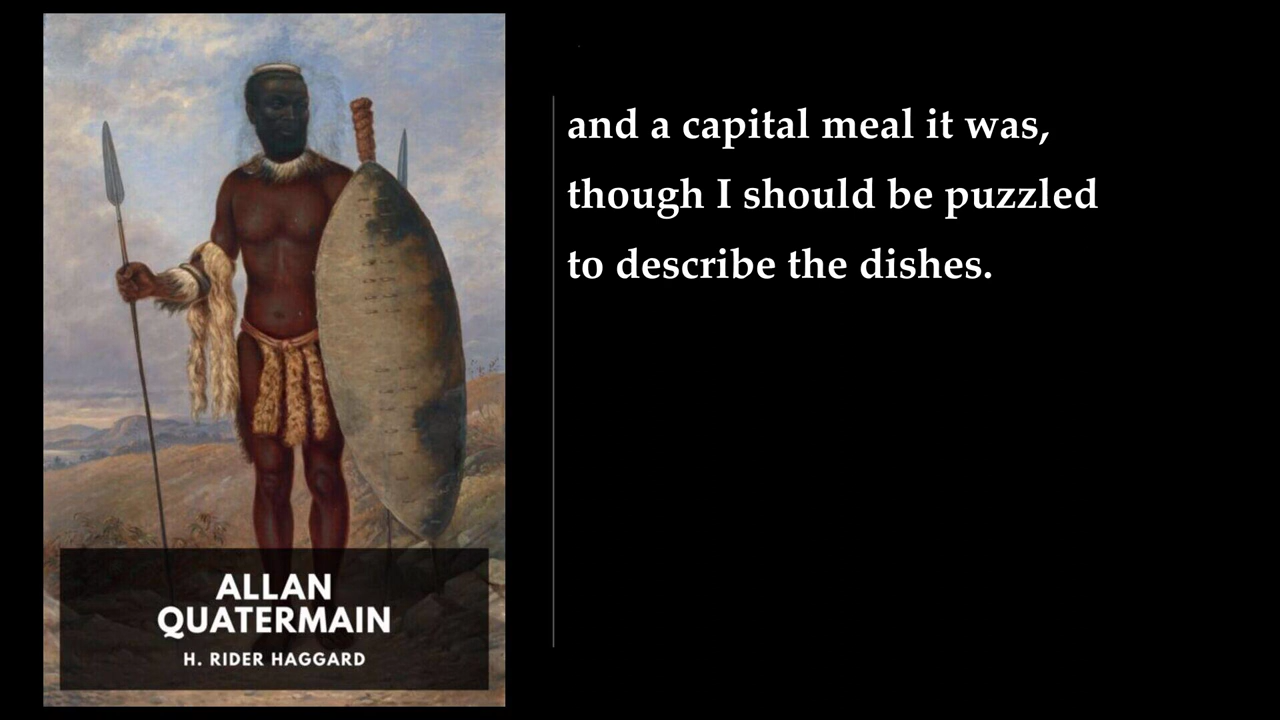 and a capital meal it was,
though I should be puzzled
to describe the dishes.
ALLAN
QUATERMAIN
H. RIDER HAGGARD